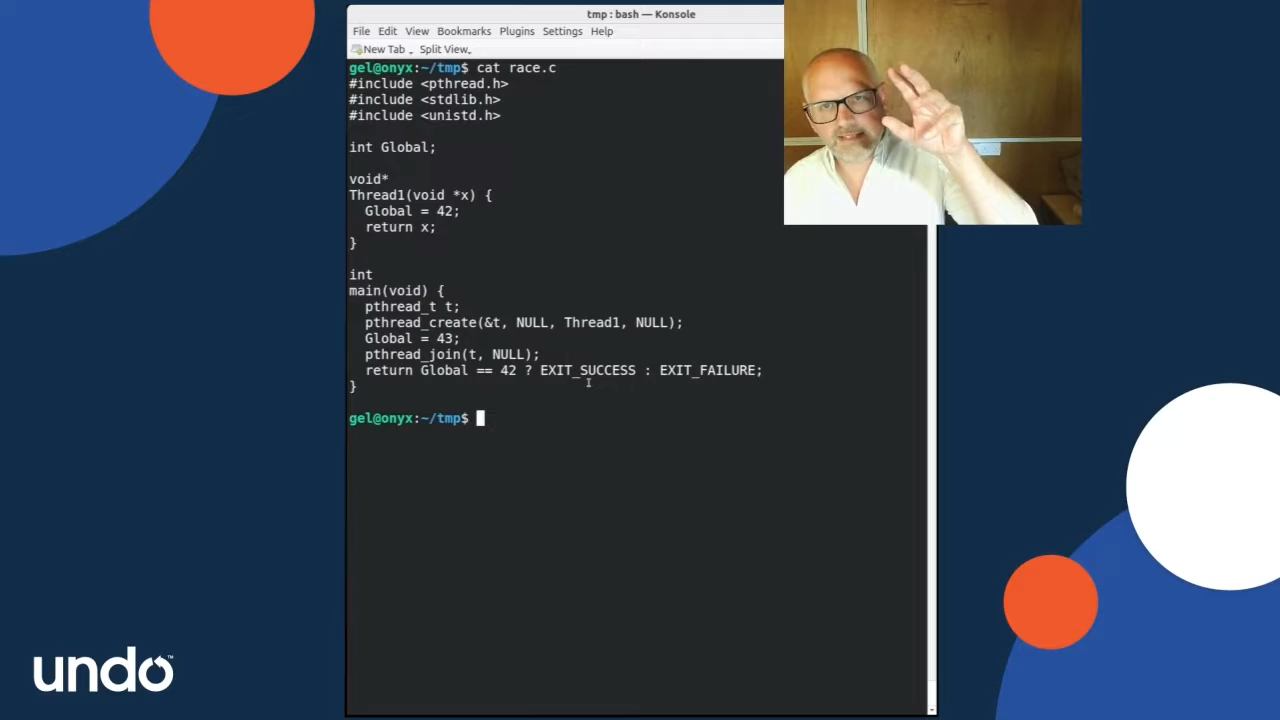 tmp : bash — Konsole
File Edit View Bookmarks Plugins Settings Help
New Tab Split View
gel@onyx:~/tmp$ cat race.c
#include <pthread.h>
#include <stdlib.h>
#include <unistd.h>
int Global;
void*
Thread1(void *x) {
  Global = 42;
  return x;
}
int
main(void) {
  pthread_t t;
  pthread_create(&t, NULL, Thread1, NULL);
  Global = 43;
  pthread_join(t, NULL);
  return Global == 42 ? EXIT_SUCCESS : EXIT_FAILURE;
}
gel@onyx:~/tmp$
undo™